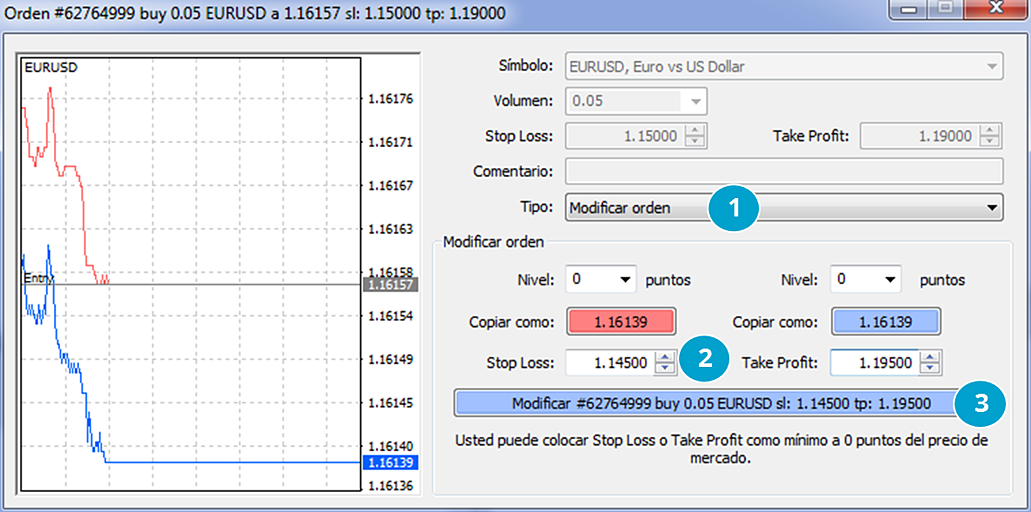 Orden #62764999 buy 0.05 EURUSD a 1.16157 sl: 1.15000 tp: 1.19000
EURUSD
1.16176
1.16171
1.16167
1.16163
1.16158
Entry
1.16157
1.16154
1.16149
1.16145
1.16140
1.16139
1.16136
Símbolo: EURUSD, Euro vs US Dollar
Volumen: 0.05
Stop Loss: 1.15000 Take Profit: 1.19000
Comentario:
Tipo: Modificar orden 1
Modificar orden
Nivel: 0 puntos Nivel: 0 puntos
Copiar como: 1.16139 Copiar como: 1.16139
Stop Loss: 1.14500 2 Take Profit: 1.19500
Modificar #62764999 buy 0.05 EURUSD sl: 1.14500 tp: 1.19500 3
Usted puede colocar Stop Loss o Take Profit como mínimo a 0 puntos del precio de
mercado.